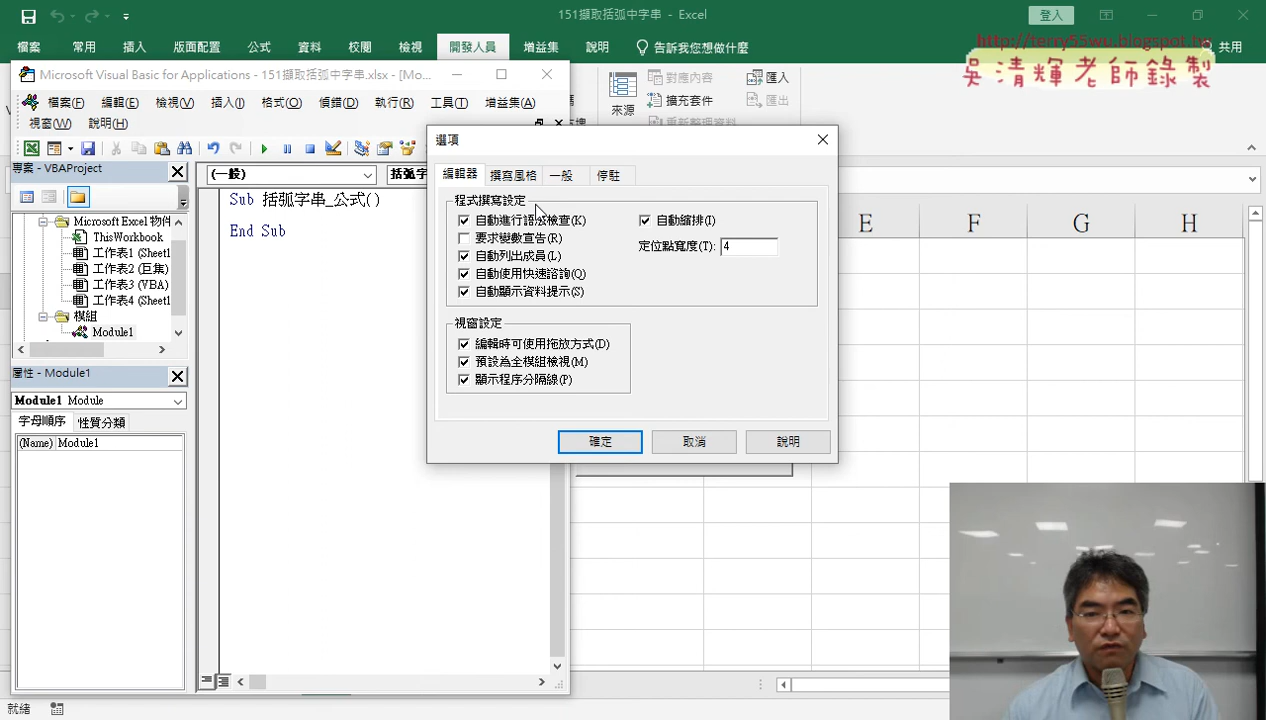 151擷取括弧中字串 - Excel
登入
檔案 常用 插入 版面配置 公式 資料 校閱 檢視 開發人員 增益集 說明 告訴我您想做什麼 共用
http://terry55wu.blogspot.tw
吳清輝老師錄製
Microsoft Visual Basic for Applications - 151擷取括弧中字串.xlsx - [Mo...
檔案(F) 編輯(E) 檢視(V) 插入(I) 格式(O) 偵錯(D) 執行(R) 工具(T) 增益集(A)
視窗(W) 說明(H)
來源
對應內容
擴充套件
重新整理資料
匯入
匯出
專案 - VBAProject
Microsoft Excel 物件
ThisWorkbook
工作表1 (Sheet1
工作表2 (巨集)
工作表3 (VBA)
工作表4 (Sheet1
模組
Module1
屬性 - Module1
Module1 Module
字母順序 性質分類
(Name) Module1
(一般)
括弧字
Sub 括弧字串_公式()
End Sub
選項
編輯器 撰寫風格 一般 停駐
程式撰寫設定
自動進行語法檢查(K)
要求變數宣告(R)
自動列出成員(L)
自動使用快速諮詢(Q)
自動顯示資料提示(S)
自動縮排(I)
定位點寬度(T): 4
視窗設定
編輯時可使用拖放方式(D)
預設為全模組檢視(M)
顯示程序分隔線(P)
確定 取消 說明
E F G H
就緒